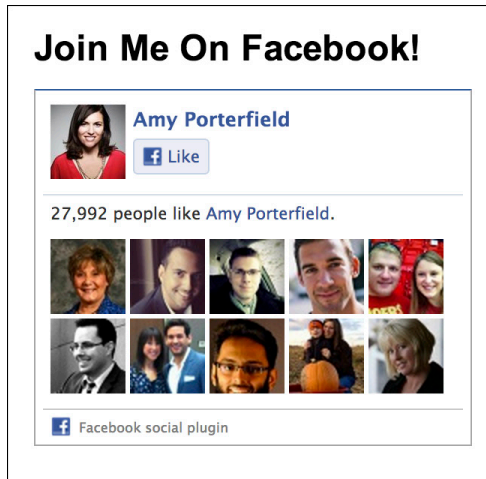 Join Me On Facebook!
Amy Porterfield
Like
27,992 people like Amy Porterfield.
Facebook social plugin